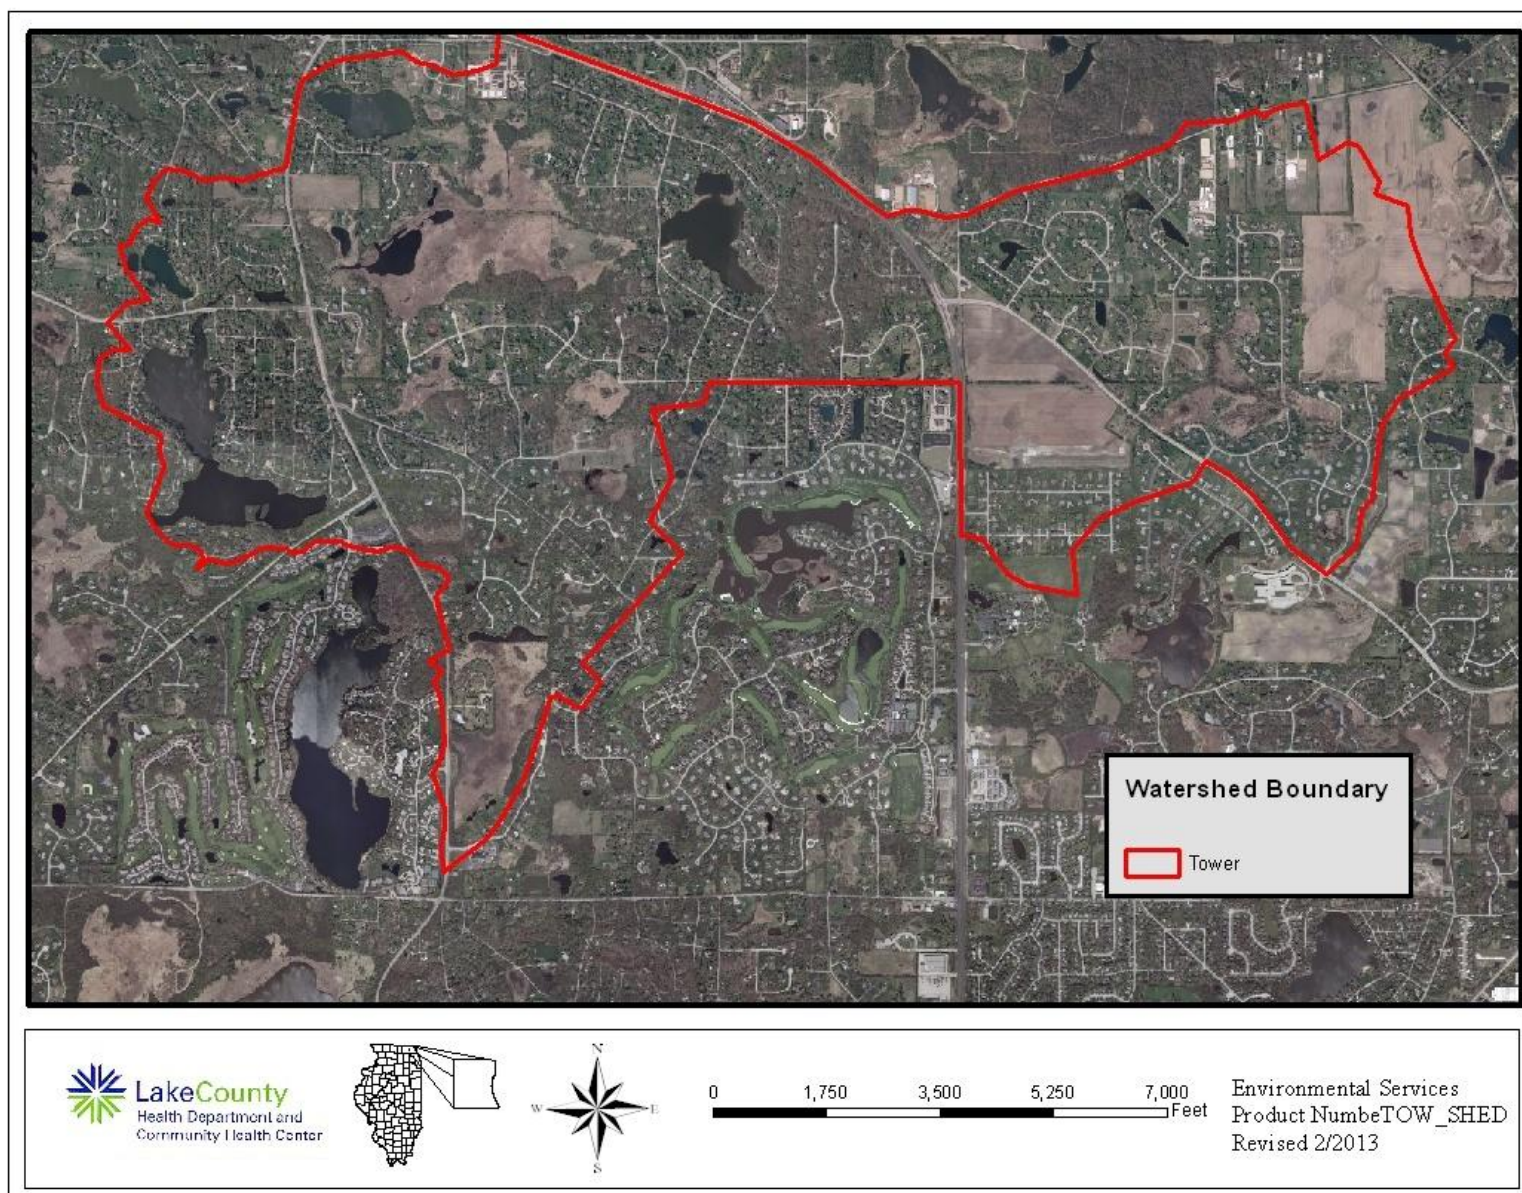 Watershed Boundary
Tower
LakeCounty
Health Department and
Community Health Center
N
W
E
S
0 1,750 3,500 5,250 7,000
Feet
Environmental Services
Product NumbeTOW_SHED
Revised 2/2013